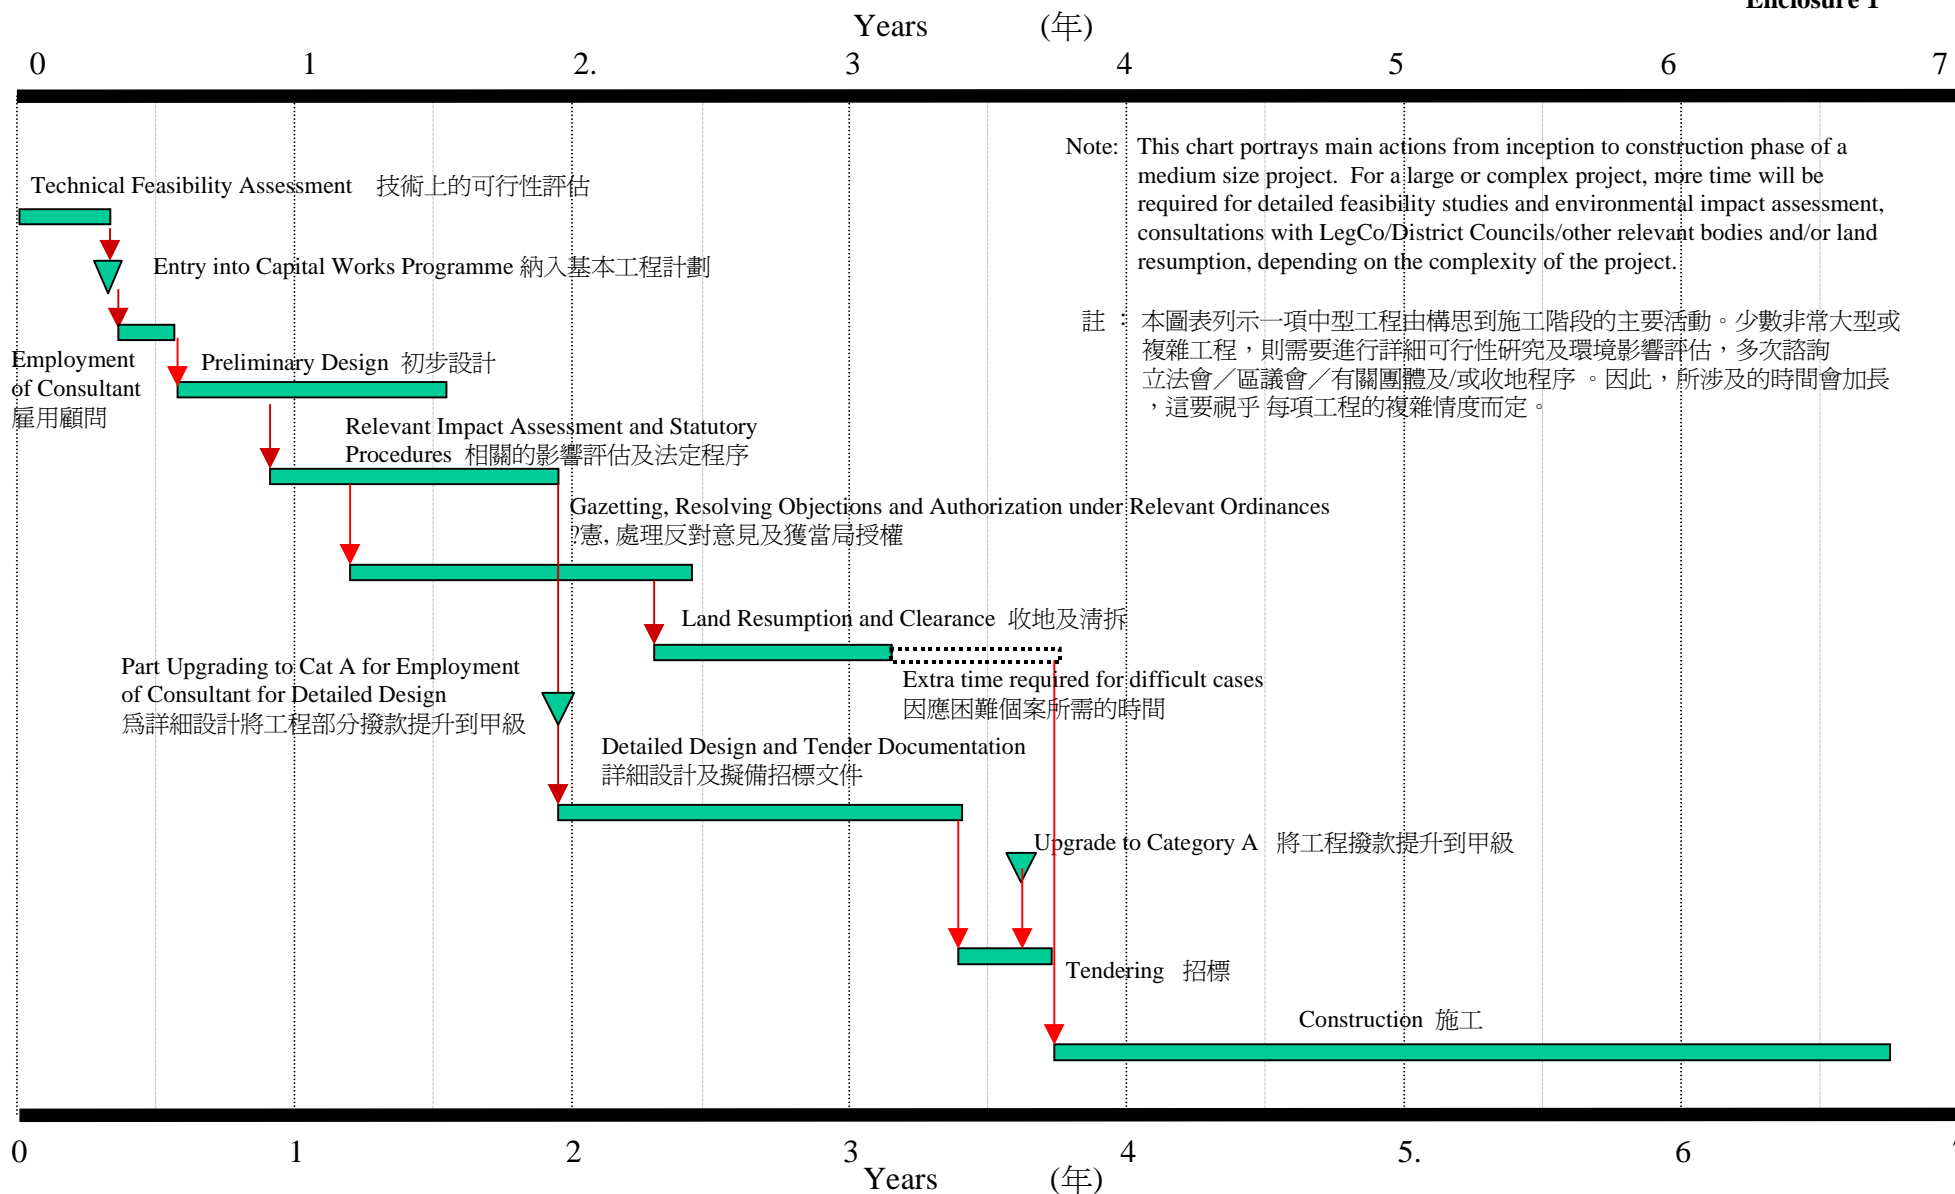 Enclosure 1
Years (年)
0 1 2. 3 4 5 6 7
Note: This chart portrays main actions from inception to construction phase of a
medium size project. For a large or complex project, more time will be
required for detailed feasibility studies and environmental impact assessment,
consultations with LegCo/District Councils/other relevant bodies and/or land
resumption, depending on the complexity of the project.
註 : 本圖表列示一項中型工程由構思到施工階段的主要活動。少數非常大型或
複雜工程，則需要進行詳細可行性研究及環境影響評估，多次諮詢
立法會／區議會／有關團體及/或收地程序 。因此，所涉及的時間會加長
，這要視乎 每項工程的複雜情度而定。
Technical Feasibility Assessment 技術上的可行性評估
Entry into Capital Works Programme 納入基本工程計劃
Employment
of Consultant
雇用顧問
Preliminary Design 初步設計
Relevant Impact Assessment and Statutory
Procedures 相關的影響評估及法定程序
Gazetting, Resolving Objections and Authorization under Relevant Ordinances
?憲, 處理反對意見及獲當局授權
Land Resumption and Clearance 收地及清拆
Extra time required for difficult cases
因應困難個案所需的時間
Part Upgrading to Cat A for Employment
of Consultant for Detailed Design
爲詳細設計將工程部分撥款提升到甲級
Detailed Design and Tender Documentation
詳細設計及擬備招標文件
Upgrade to Category A 將工程撥款提升到甲級
Tendering 招標
Construction 施工
0 1 2 3 4 5. 6
Years (年)